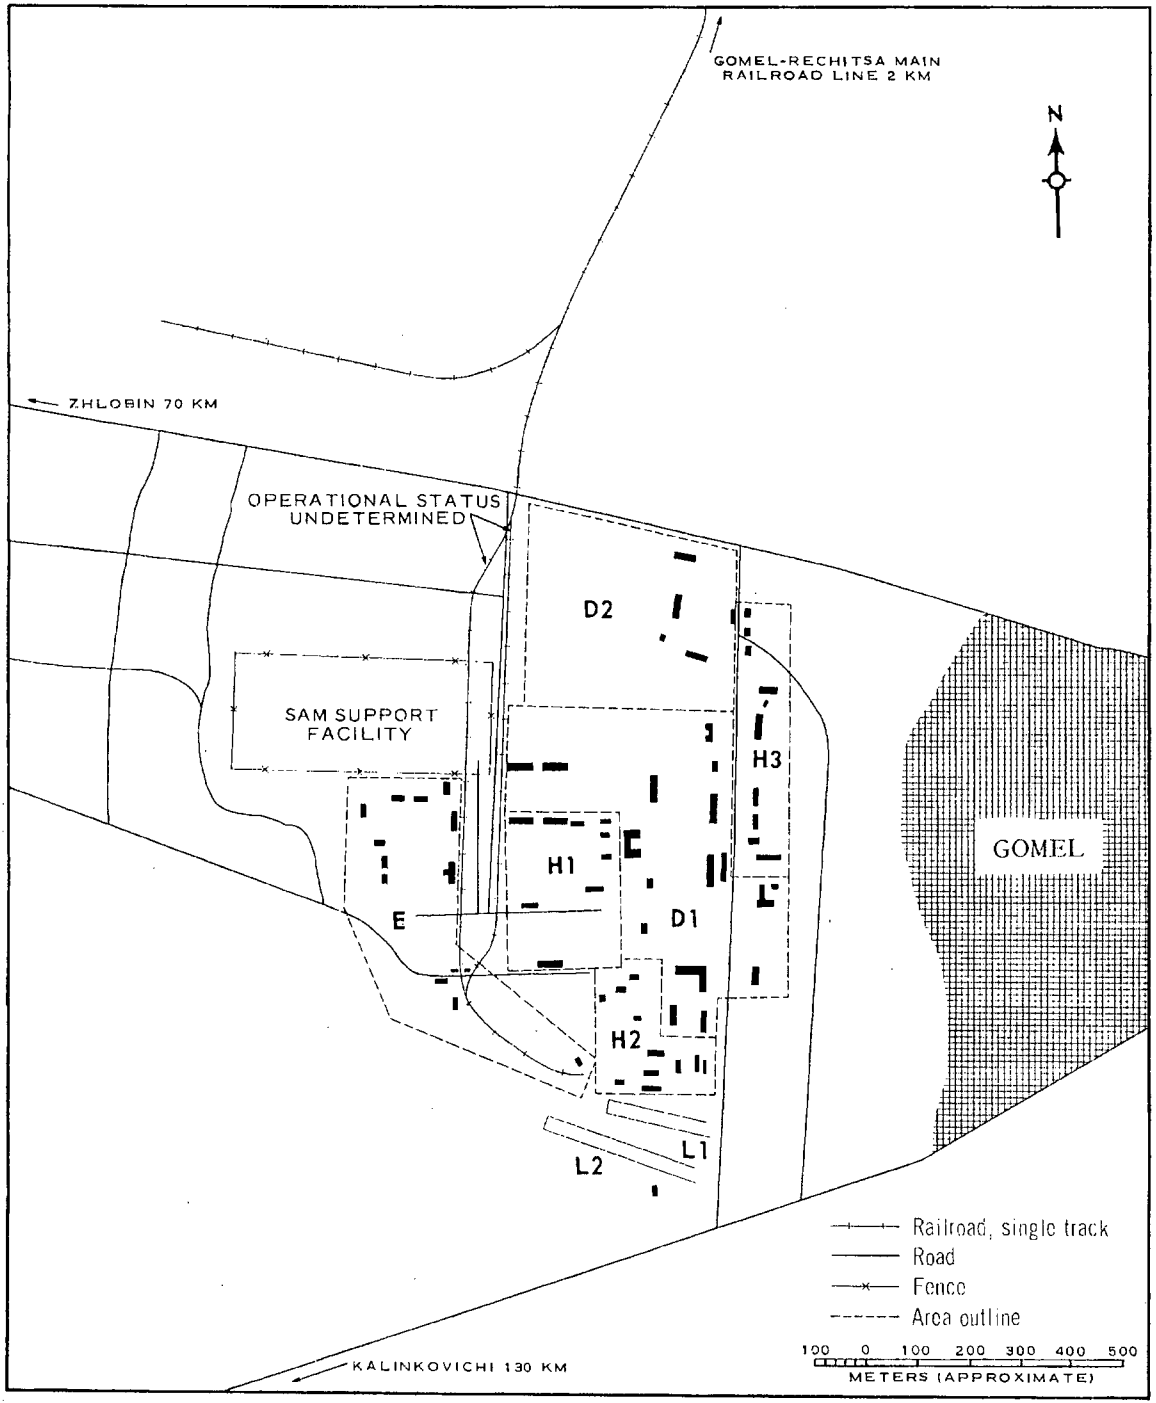 GOMEL-RECHITSA MAIN
RAILROAD LINE 2 KM
N
ZHLOBIN 70 KM
OPERATIONAL STATUS
UNDETERMINED
D2
SAM SUPPORT
FACILITY
H3
H1
GOMEL
E
D1
H2
L1
L2
Railroad, single track
Road
Fence
Area outline
100 0 100 200 300 400 500
METERS (APPROXIMATE)
KALINKOVICHI 130 KM